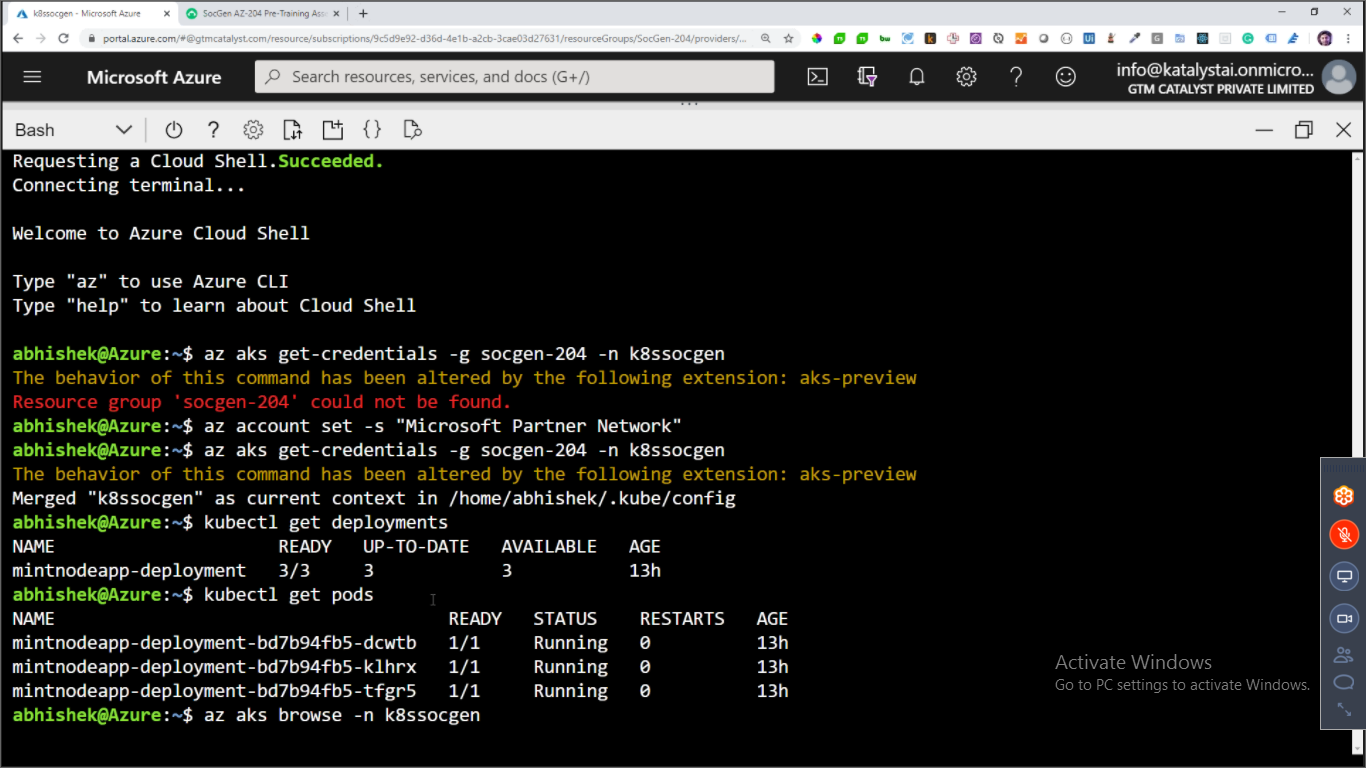 k8ssocgen - Microsoft Azure
SocGen AZ-204 Pre-Training Ass
portal.azure.com/#@gtmcatalyst.com/resource/subscriptions/9c5d9e92-d36d-4e1b-a2cb-3cae03d27631/resourceGroups/SocGen-204/providers/...
Microsoft Azure
Search resources, services, and docs (G+/)
info@katalystai.onmicro...
GTM CATALYST PRIVATE LIMITED
Bash
Requesting a Cloud Shell.Succeeded.
Connecting terminal...
Welcome to Azure Cloud Shell
Type "az" to use Azure CLI
Type "help" to learn about Cloud Shell
abhishek@Azure:~$ az aks get-credentials -g socgen-204 -n k8ssocgen
The behavior of this command has been altered by the following extension: aks-preview
Resource group 'socgen-204' could not be found.
abhishek@Azure:~$ az account set -s "Microsoft Partner Network"
abhishek@Azure:~$ az aks get-credentials -g socgen-204 -n k8ssocgen
The behavior of this command has been altered by the following extension: aks-preview
Merged "k8ssocgen" as current context in /home/abhishek/.kube/config
abhishek@Azure:~$ kubectl get deployments
NAME READY UP-TO-DATE AVAILABLE AGE
mintnodeapp-deployment 3/3 3 3 13h
abhishek@Azure:~$ kubectl get pods
NAME READY STATUS RESTARTS AGE
mintnodeapp-deployment-bd7b94fb5-dcwtb 1/1 Running 0 13h
mintnodeapp-deployment-bd7b94fb5-klhrx 1/1 Running 0 13h
mintnodeapp-deployment-bd7b94fb5-tfgr5 1/1 Running 0 13h
abhishek@Azure:~$ az aks browse -n k8ssocgen
Activate Windows
Go to PC settings to activate Windows.